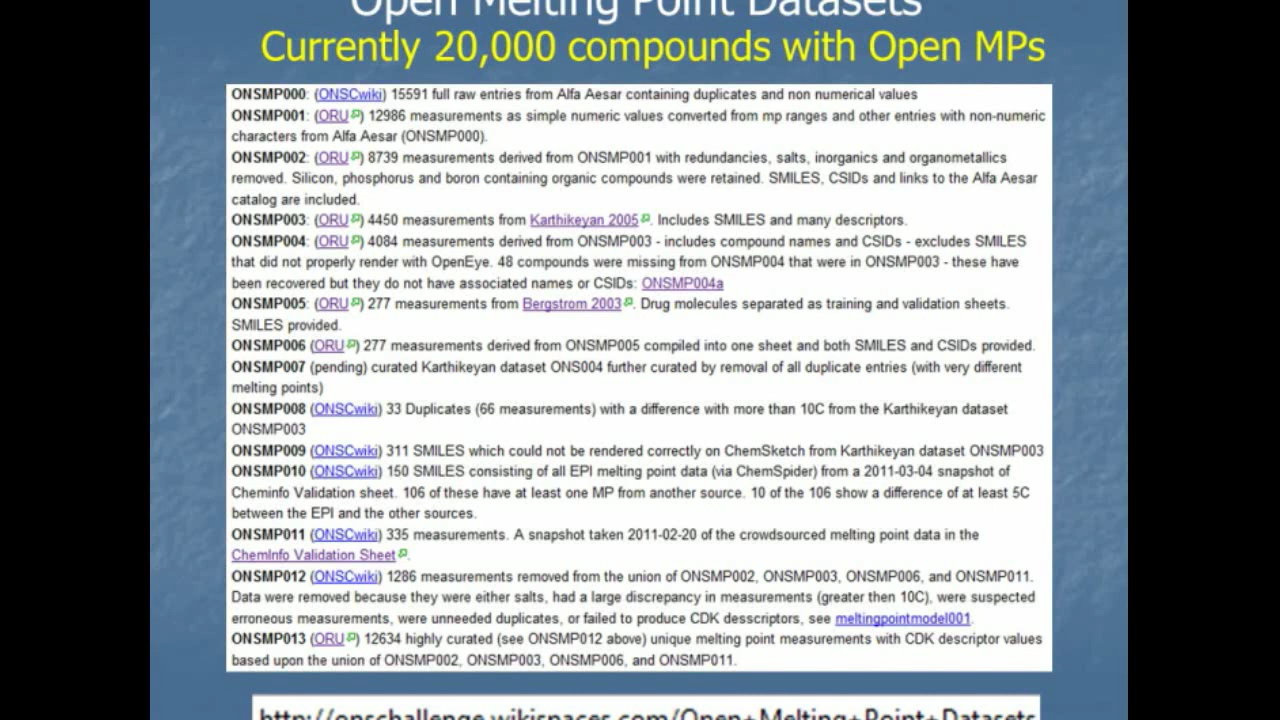 Open Melting Point Datasets
Currently 20,000 compounds with Open MPs
ONSMP000: (ONSCwiki) 15591 full raw entries from Alfa Aesar containing duplicates and non numerical values
ONSMP001: (ORU) 12986 measurements as simple numeric values converted from mp ranges and other entries with non-numeric
characters from Alfa Aesar (ONSMP000).
ONSMP002: (ORU) 8739 measurements derived from ONSMP001 with redundancies, salts, inorganics and organometallics
removed. Silicon, phosphorus and boron containing organic compounds were retained. SMILES, CSIDs and links to the Alfa Aesar
catalog are included.
ONSMP003: (ORU) 4450 measurements from Karthikeyan 2005. Includes SMILES and many descriptors.
ONSMP004: (ORU) 4084 measurements derived from ONSMP003 - includes compound names and CSIDs - excludes SMILES
that did not properly render with OpenEye. 48 compounds were missing from ONSMP004 that were in ONSMP003 - these have
been recovered but they do not have associated names or CSIDs: ONSMP004a
ONSMP005: (ORU) 277 measurements from Bergstrom 2003. Drug molecules separated as training and validation sheets.
SMILES provided.
ONSMP006 (ORU) 277 measurements derived from ONSMP005 compiled into one sheet and both SMILES and CSIDs provided.
ONSMP007 (pending) curated Karthikeyan dataset ONS004 further curated by removal of all duplicate entries (with very different
melting points)
ONSMP008 (ONSCwiki) 33 Duplicates (66 measurements) with a difference with more than 10C from the Karthikeyan dataset
ONSMP003
ONSMP009 (ONSCwiki) 311 SMILES which could not be rendered correctly on ChemSketch from Karthikeyan dataset ONSMP003
ONSMP010 (ONSCwiki) 150 SMILES consisting of all EPI melting point data (via ChemSpider) from a 2011-03-04 snapshot of
Cheminfo Validation sheet. 106 of these have at least one MP from another source. 10 of the 106 show a difference of at least 5C
between the EPI and the other sources.
ONSMP011 (ONSCwiki) 335 measurements. A snapshot taken 2011-02-20 of the crowdsourced melting point data in the
ChemInfo Validation Sheet.
ONSMP012 (ONSCwiki) 1286 measurements removed from the union of ONSMP002, ONSMP003, ONSMP006, and ONSMP011.
Data were removed because they were either salts, had a large discrepancy in measurements (greater then 10C), were suspected
erroneous measurements, were unneeded duplicates, or failed to produce CDK desscriptors, see meltingpointmodel001.
ONSMP013 (ORU) 12634 highly curated (see ONSMP012 above) unique melting point measurements with CDK descriptor values
based upon the union of ONSMP002, ONSMP003, ONSMP006, and ONSMP011.
http://onschallenge.wikispaces.com/Open+Melting+Point+Datasets